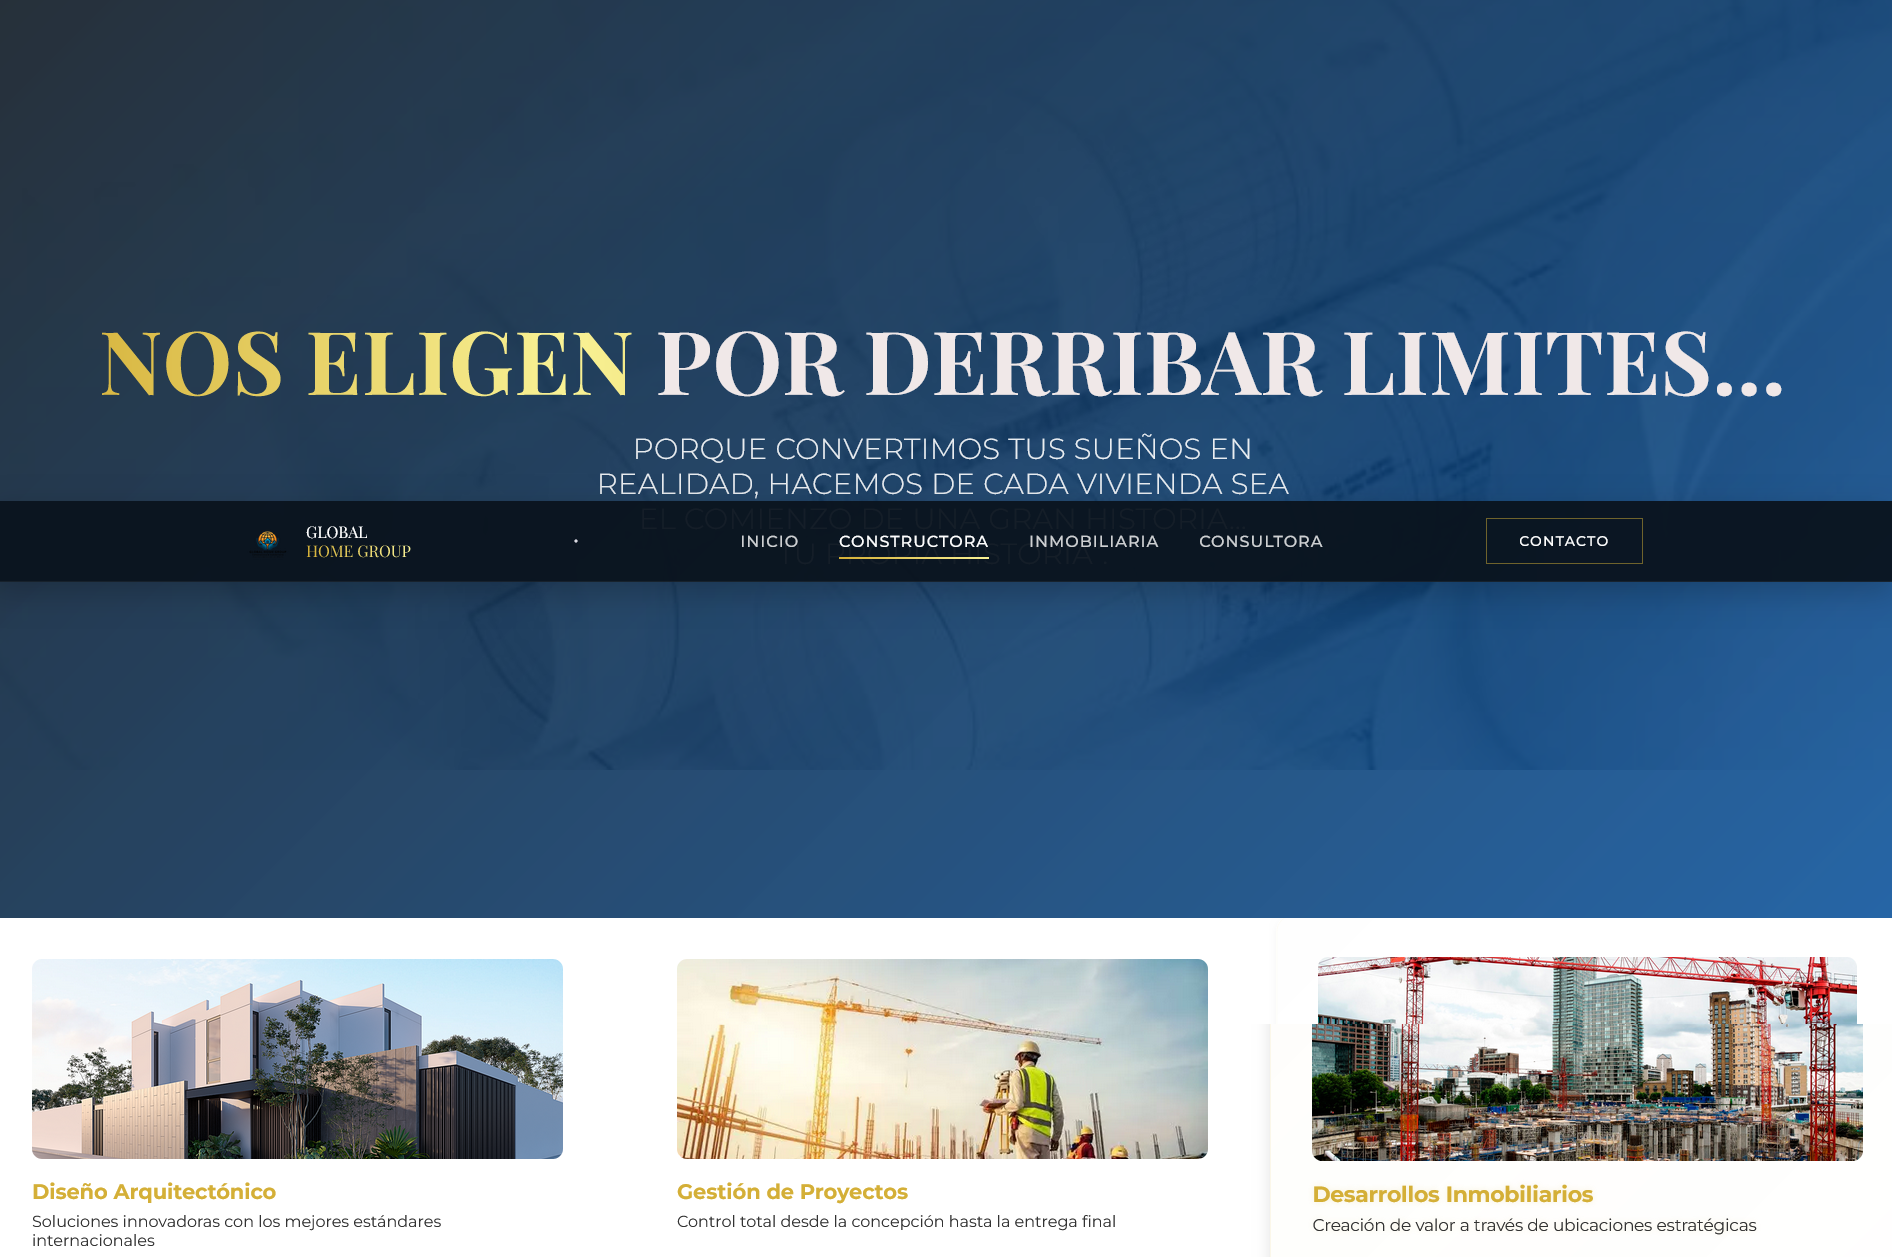 NOS ELIGEN POR DERRIBAR LIMITES...
PORQUE CONVERTIMOS TUS SUEÑOS EN
REALIDAD, HACEMOS DE CADA VIVIENDA SEA
EL COMIENZO DE UNA GRAN HISTORIA...
GLOBAL
HOME GROUP
INICIO
CONSTRUCTORA
INMOBILIARIA
CONSULTORA
CONTACTO
Diseño Arquitectónico
Soluciones innovadoras con los mejores estándares
internacionales
Gestión de Proyectos
Control total desde la concepción hasta la entrega final
Desarrollos Inmobiliarios
Creación de valor a través de ubicaciones estratégicas